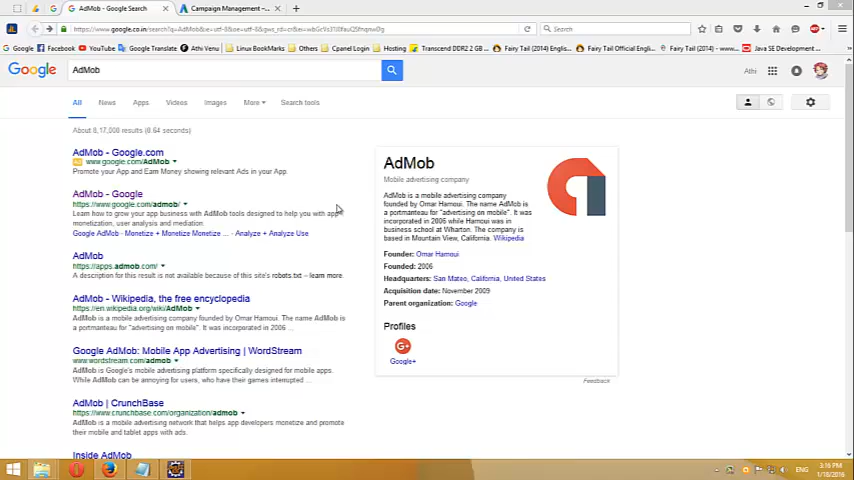 AdMob - Google Search
Campaign Management –...
https://www.google.co.in/search?q=AdMob&ie=utf-8&oe=utf-8&gws_rd=cr&ei=
Search
Facebook
YouTube
Google Translate
Athi Venu
Linux BookMarks
Others
Cpanel Login
Hosting
Transcend DDR2 2 GB ...
Fairy Tail (2014) English...
Fairy Tail Official Engli...
Java SE Development ...
Google
AdMob
Athi
All
News
Apps
Videos
Images
More
Search tools
About 8,17,000 results (0.64 seconds)
AdMob - Google.com
Ad www.google.com/AdMob
Promote your App and Earn Money showing relevant Ads in your App.
AdMob - Google
https://www.google.com/admob/
Learn how to grow your app business with AdMob tools designed to help you with app
monetization, user analysis and mediation
Google AdMob - Monetize + Monetize Monetize ... - Analyze + Analyze Use
AdMob
https://apps.admob.com/
A description for this result is not available because of this site's robots.txt – learn more.
AdMob - Wikipedia, the free encyclopedia
https://en.wikipedia.org/wiki/AdMob
AdMob is a mobile advertising company founded by Omar Hamoui. The name AdMob is
a portmanteau for "advertising on mobile". It was incorporated in 2006 ...
Google AdMob: Mobile App Advertising | WordStream
www.wordstream.com/admob
AdMob is Google's mobile advertising platform specifically designed for mobile apps.
While AdMob can be annoying for users, who have their games interrupted ...
AdMob | CrunchBase
https://www.crunchbase.com/organization/admob
AdMob is a mobile advertising network that helps app developers monetize and promote
their mobile and tablet apps with ads.
Inside AdMob
AdMob
Mobile advertising company
AdMob is a mobile advertising company
founded by Omar Hamoui. The name AdMob is
a portmanteau for "advertising on mobile". It was
incorporated in 2006 while Hamoui was in
business school at Wharton. The company is
based in Mountain View, California. Wikipedia
Founder: Omar Hamoui
Founded: 2006
Headquarters: San Mateo, California, United States
Acquisition date: November 2009
Parent organization: Google
Profiles
Google+
Feedback
ENG
3:16 PM
1/18/2016